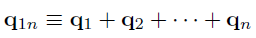 q₁ₙ ≡ q₁ + q₂ + ··· + qₙ